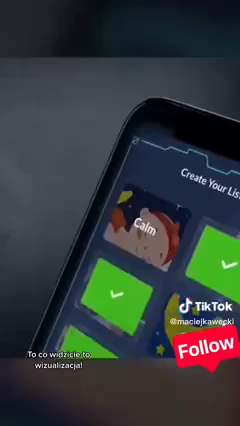 Create Your Lis
Calm
TikTok
@maciejkawecki
Follow
To co widzicie to
wizualizacja!